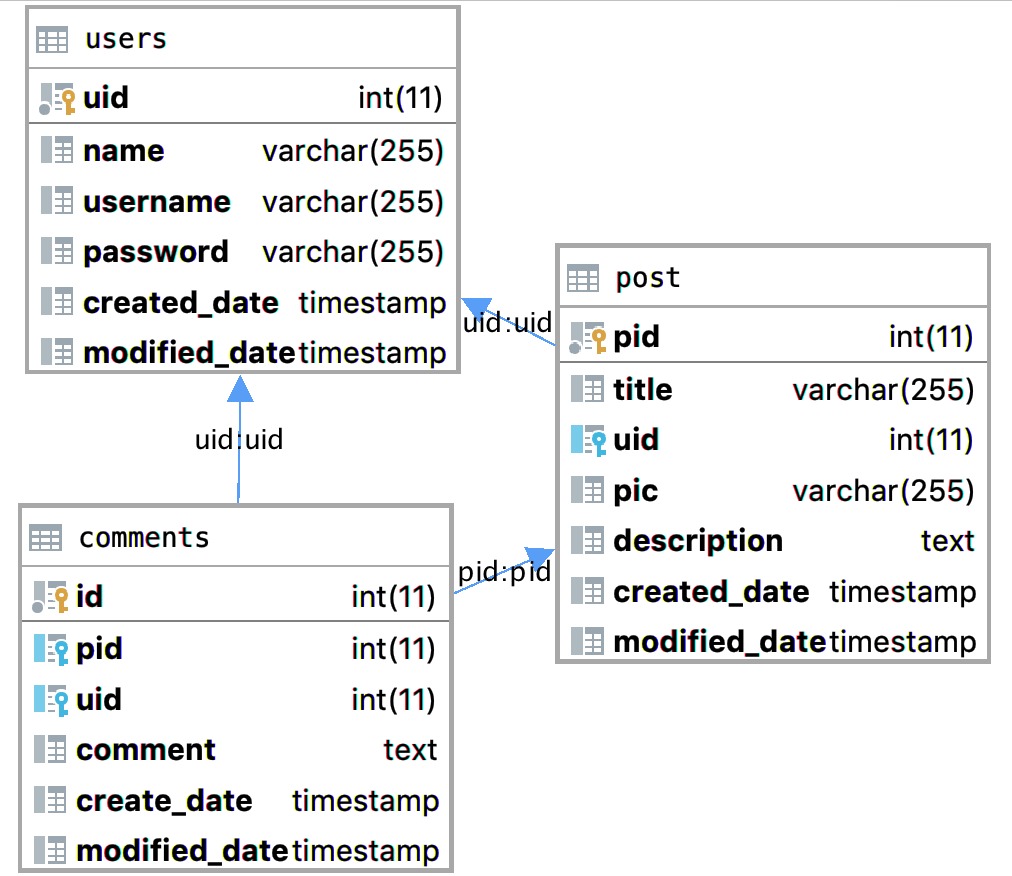 users
uid int(11)
name varchar(255)
username varchar(255)
password varchar(255)
created_date timestamp
modified_date timestamp
uid:uid
post
pid int(11)
title varchar(255)
uid int(11)
pic varchar(255)
description text
created_date timestamp
modified_date timestamp
uid:uid
pid:pid
comments
id int(11)
pid int(11)
uid int(11)
comment text
create_date timestamp
modified_date timestamp